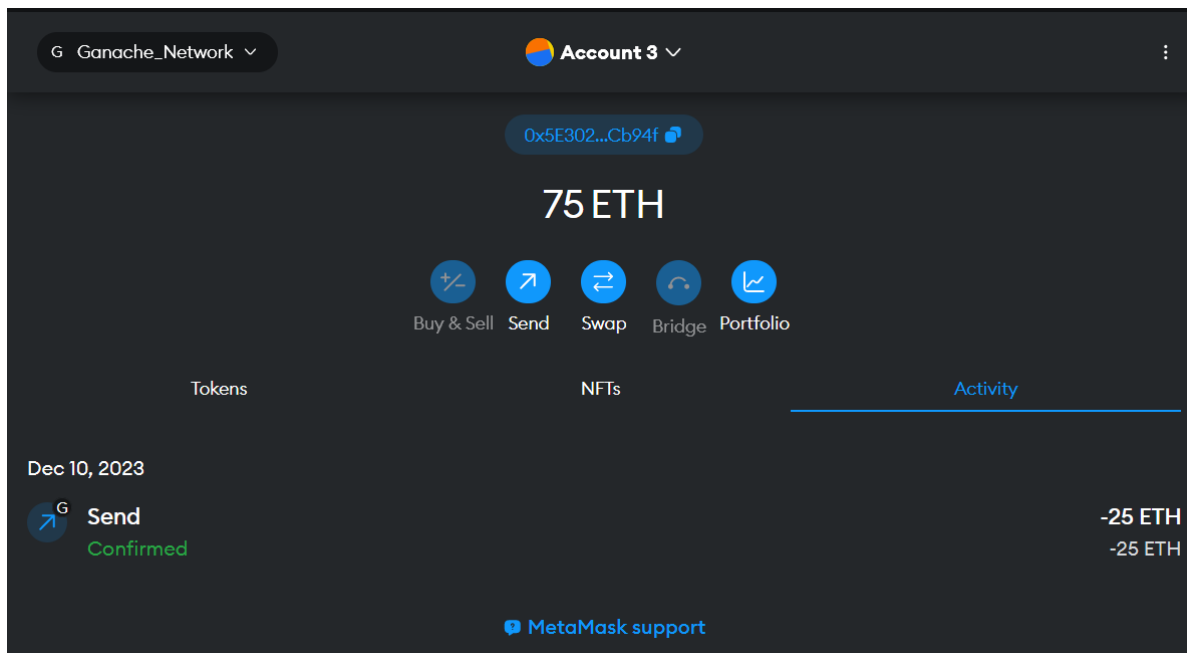 G Ganache_Network
Account 3
0x5E302...Cb94f
75 ETH
Buy & Sell Send Swap Bridge Portfolio
Tokens NFTs Activity
Dec 10, 2023
G
Send -25 ETH
Confirmed -25 ETH
MetaMask support